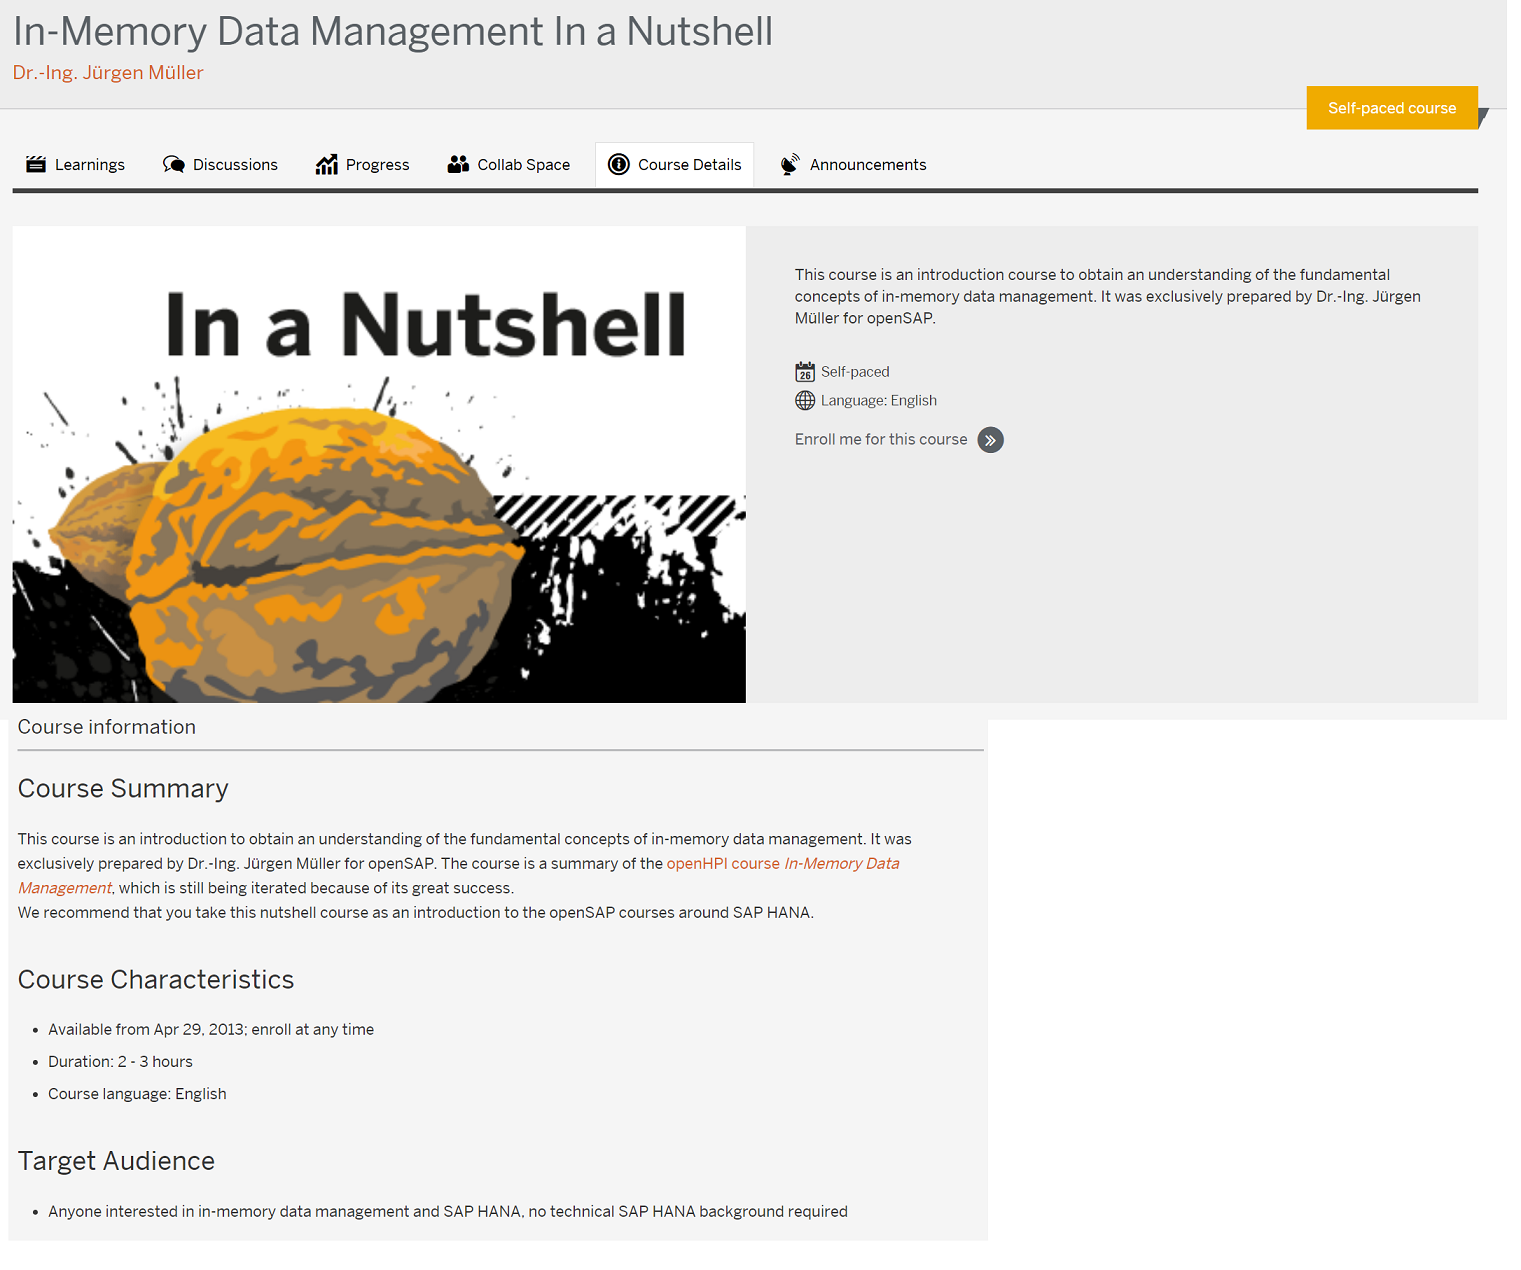 In-Memory Data Management In a Nutshell
Dr.-Ing. Jürgen Müller
Self-paced course
Learnings Discussions Progress Collab Space Course Details Announcements
In a Nutshell
This course is an introduction course to obtain an understanding of the fundamental
concepts of in-memory data management. It was exclusively prepared by Dr.-Ing. Jürgen
Müller for openSAP.
26 Self-paced
Language: English
Enroll me for this course
Course information
Course Summary
This course is an introduction to obtain an understanding of the fundamental concepts of in-memory data management. It was
exclusively prepared by Dr.-Ing. Jürgen Müller for openSAP. The course is a summary of the openHPI course In-Memory Data
Management, which is still being iterated because of its great success.
We recommend that you take this nutshell course as an introduction to the openSAP courses around SAP HANA.
Course Characteristics
• Available from Apr 29, 2013; enroll at any time
• Duration: 2 - 3 hours
• Course language: English
Target Audience
• Anyone interested in in-memory data management and SAP HANA, no technical SAP HANA background required